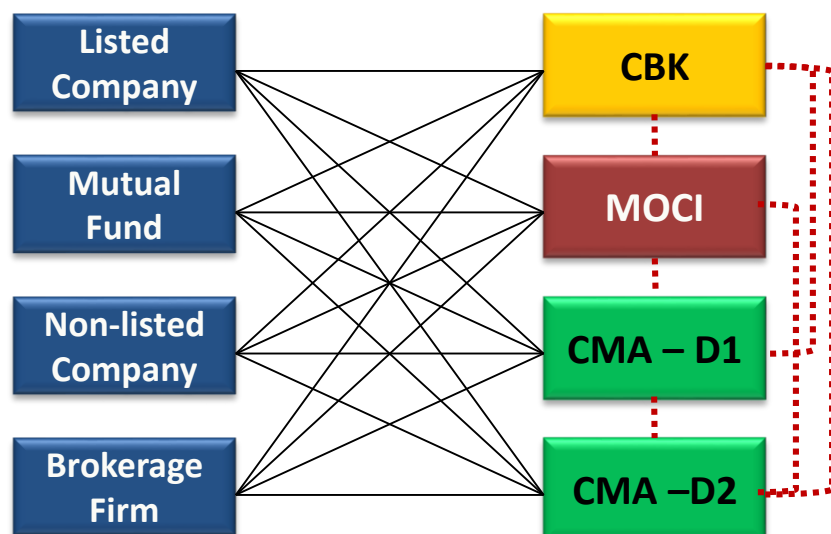 Listed
Company
CBK
Mutual
Fund
MOCI
Non-listed
Company
CMA – D1
Brokerage
Firm
CMA –D2